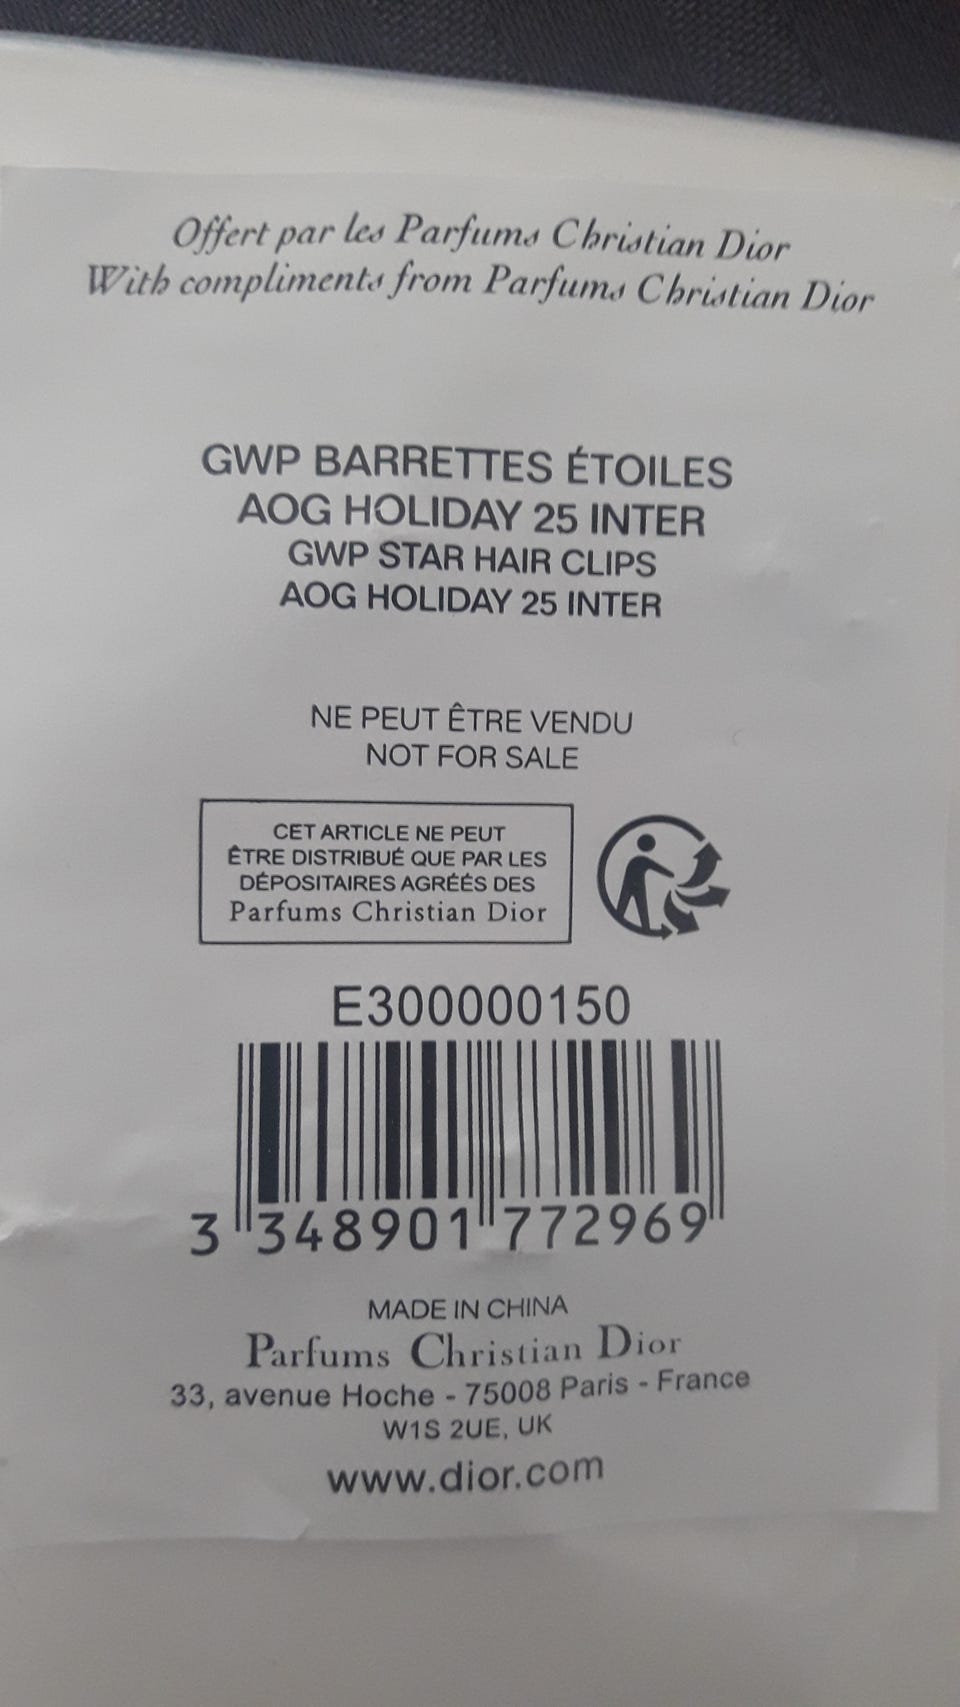 Offert par les Parfums Christian Dior
With compliments from Parfums Christian Dior
GWP BARRETTES ÉTOILES
AOG HOLIDAY 25 INTER
GWP STAR HAIR CLIPS
AOG HOLIDAY 25 INTER
NE PEUT ÊTRE VENDU
NOT FOR SALE
CET ARTICLE NE PEUT
ÊTRE DISTRIBUÉ QUE PAR LES
DÉPOSITAIRES AGRÉÉS DES
Parfums Christian Dior
E300000150
3 348901 772969
MADE IN CHINA
Parfums Christian Dior
33, avenue Hoche - 75008 Paris - France
W1S 2UE, UK
www.dior.com